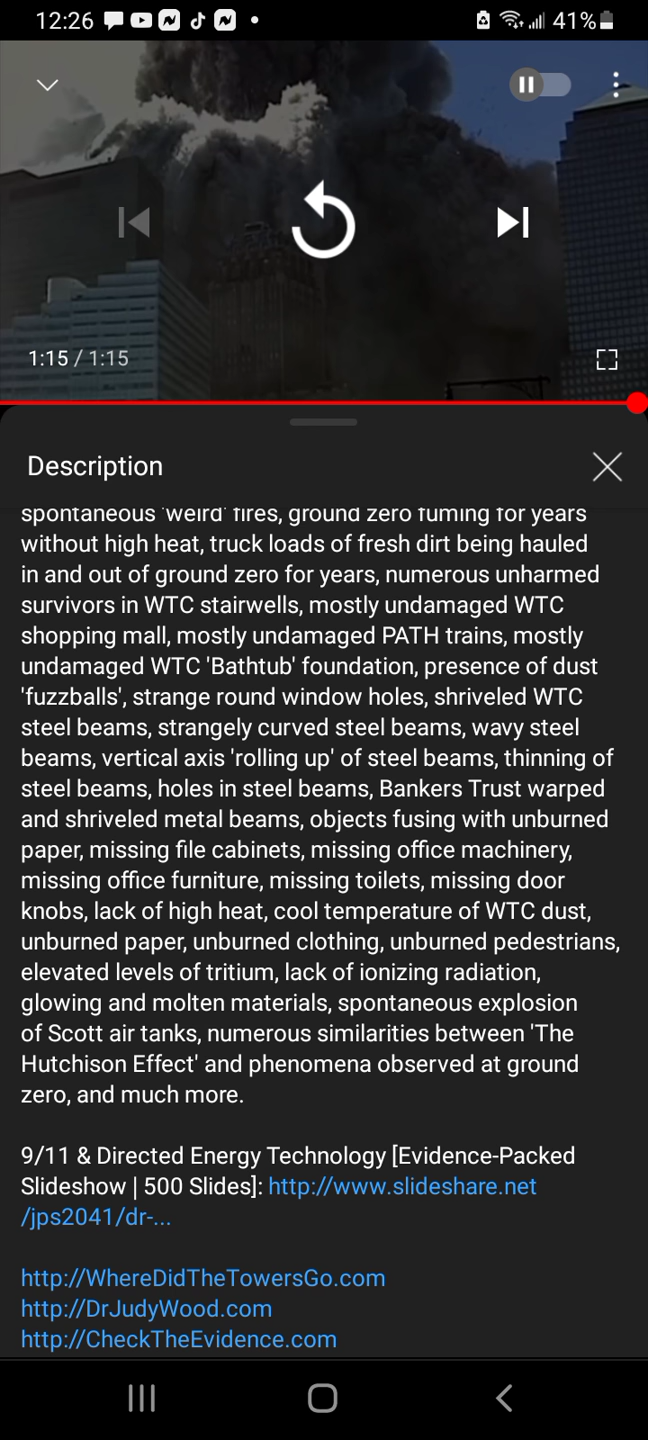 12:26
41%
1:15 / 1:15
Description
spontaneous 'weird' fires, ground zero fuming for years
without high heat, truck loads of fresh dirt being hauled
in and out of ground zero for years, numerous unharmed
survivors in WTC stairwells, mostly undamaged WTC
shopping mall, mostly undamaged PATH trains, mostly
undamaged WTC 'Bathtub' foundation, presence of dust
'fuzzballs', strange round window holes, shriveled WTC
steel beams, strangely curved steel beams, wavy steel
beams, vertical axis 'rolling up' of steel beams, thinning of
steel beams, holes in steel beams, Bankers Trust warped
and shriveled metal beams, objects fusing with unburned
paper, missing file cabinets, missing office machinery,
missing office furniture, missing toilets, missing door
knobs, lack of high heat, cool temperature of WTC dust,
unburned paper, unburned clothing, unburned pedestrians,
elevated levels of tritium, lack of ionizing radiation,
glowing and molten materials, spontaneous explosion
of Scott air tanks, numerous similarities between 'The
Hutchison Effect' and phenomena observed at ground
zero, and much more.
9/11 & Directed Energy Technology [Evidence-Packed
Slideshow | 500 Slides]: http://www.slideshare.net
/jps2041/dr-...
http://WhereDidTheTowersGo.com
http://DrJudyWood.com
http://CheckTheEvidence.com